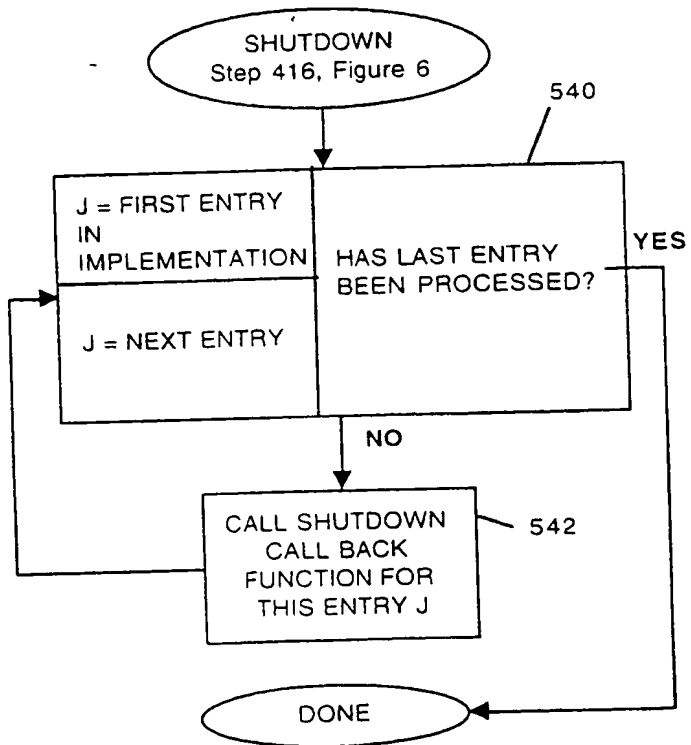 SHUTDOWN
Step 416, Figure 6
540
J = FIRST ENTRY
IN
IMPLEMENTATION
HAS LAST ENTRY
BEEN PROCESSED?
YES
J = NEXT ENTRY
NO
CALL SHUTDOWN
CALL BACK
FUNCTION FOR
THIS ENTRY J
542
DONE